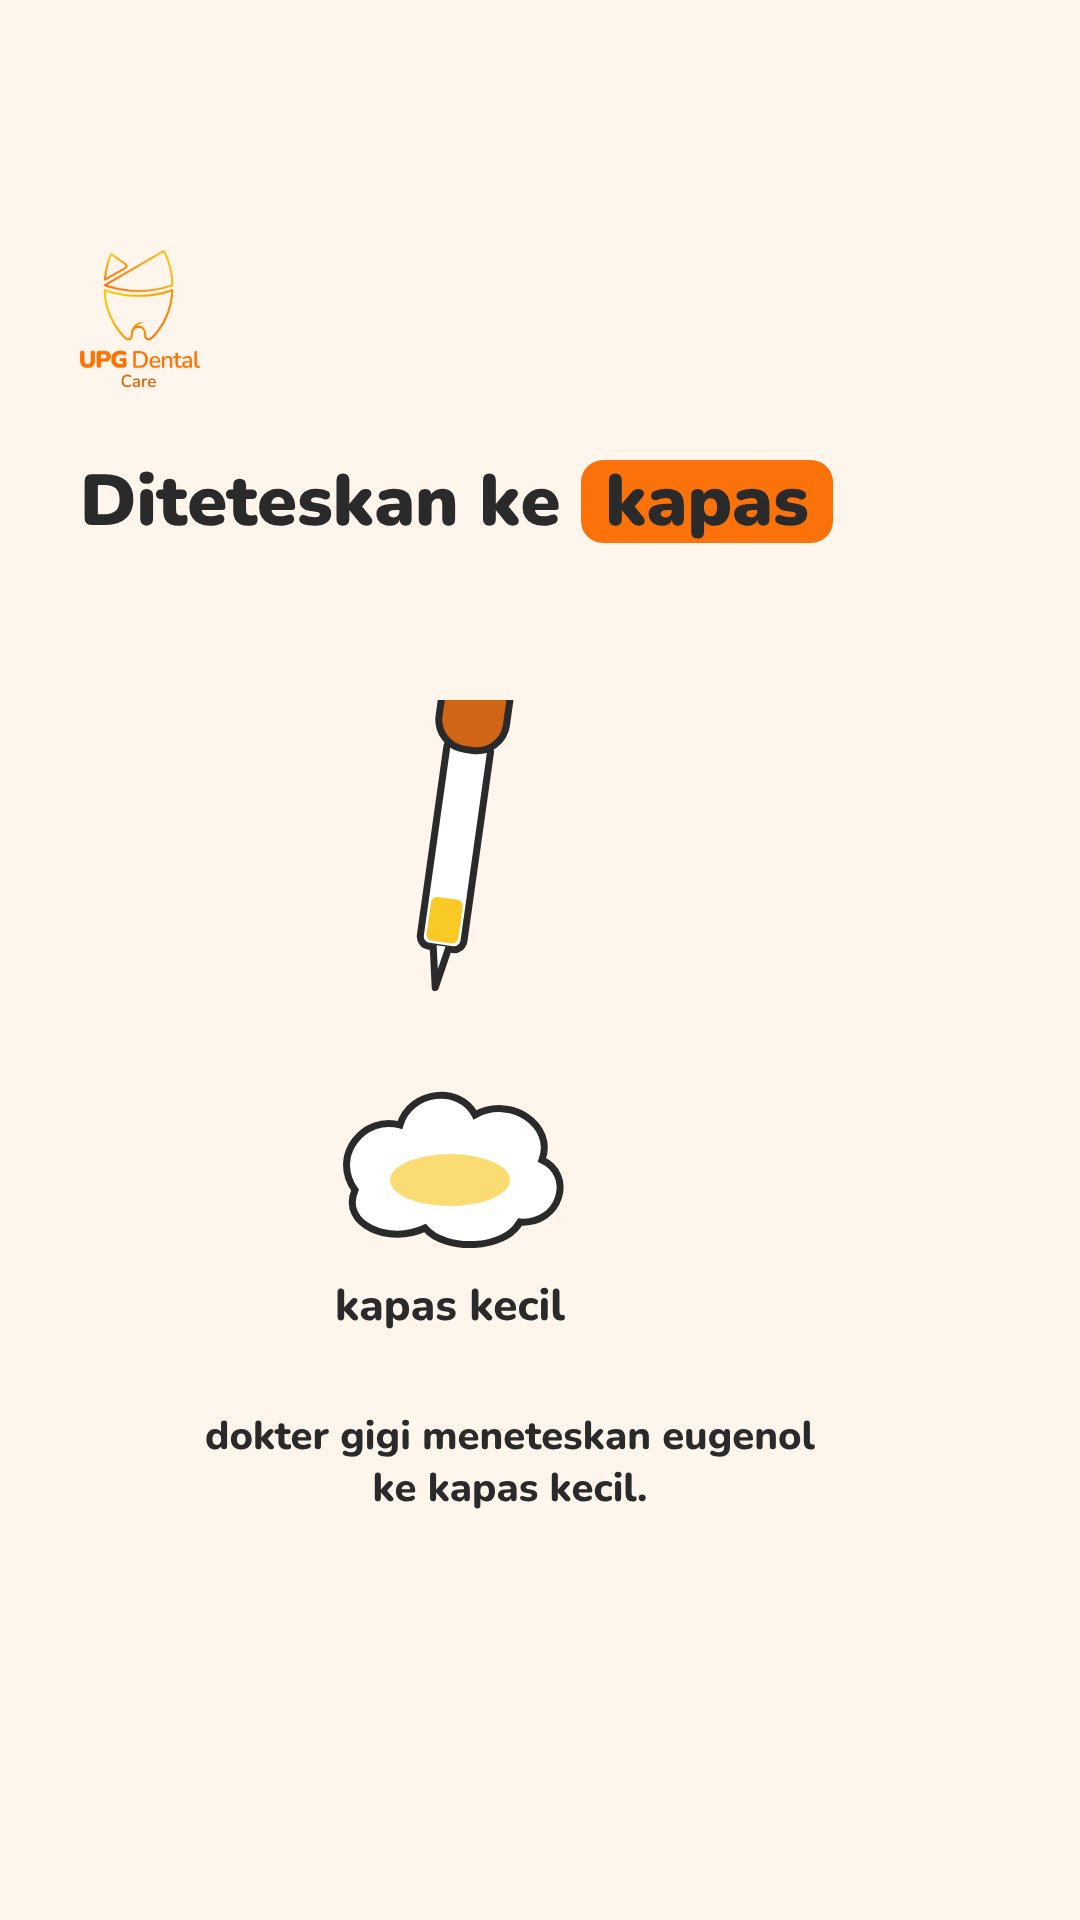 UPG Dental
Care
Diteteskan ke kapas
kapas kecil
dokter gigi meneteskan eugenol
ke kapas kecil.